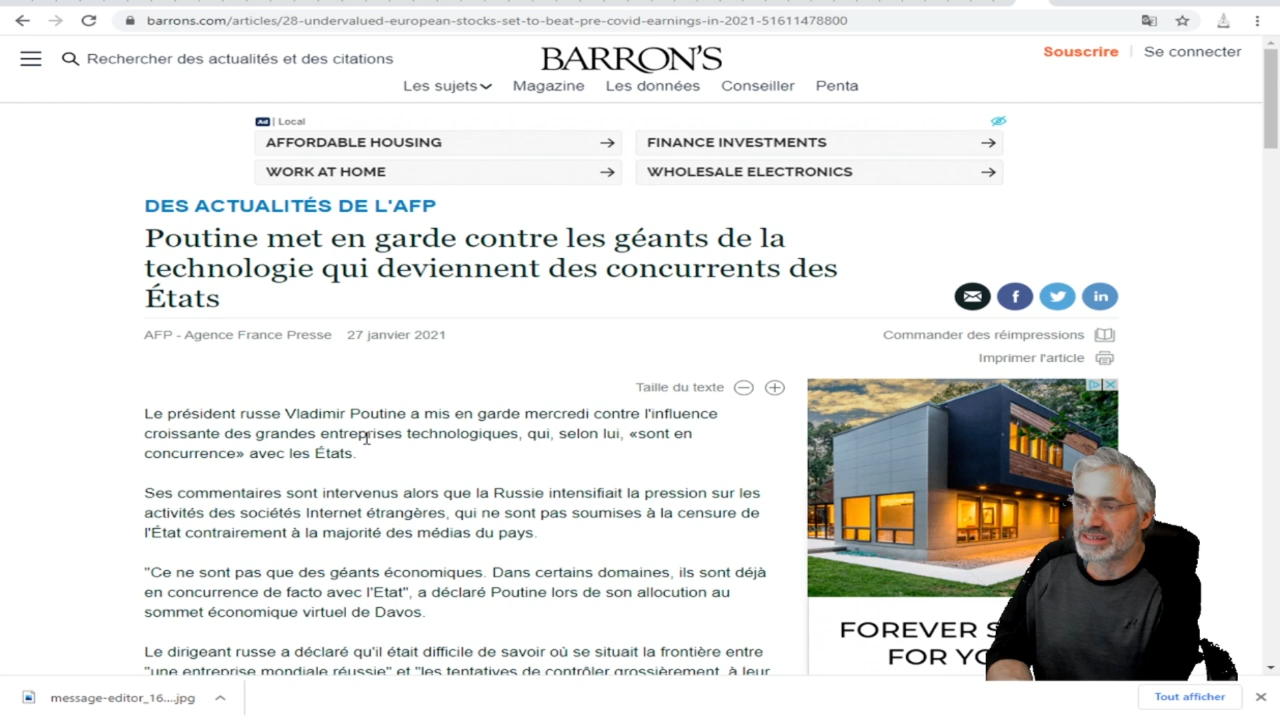 barrons.com/articles/28-undervalued-european-stocks-set-to-beat-pre-covid-earnings-in-2021-51611478800
Rechercher des actualités et des citations
BARRON'S
Souscrire
Se connecter
Les sujets
Magazine
Les données
Conseiller
Penta
Ad | Local
AFFORDABLE HOUSING
FINANCE INVESTMENTS
WORK AT HOME
WHOLESALE ELECTRONICS
DES ACTUALITÉS DE L'AFP
Poutine met en garde contre les géants de la
technologie qui deviennent des concurrents des
États
f
in
AFP - Agence France Presse 27 janvier 2021
Commander des réimpressions
Imprimer l'article
Taille du texte
Le président russe Vladimir Poutine a mis en garde mercredi contre l'influence
croissante des grandes entreprises technologiques, qui, selon lui, «sont en
concurrence» avec les États.
Ses commentaires sont intervenus alors que la Russie intensifiait la pression sur les
activités des sociétés Internet étrangères, qui ne sont pas soumises à la censure de
l'État contrairement à la majorité des médias du pays.
"Ce ne sont pas que des géants économiques. Dans certains domaines, ils sont déjà
en concurrence de facto avec l'Etat", a déclaré Poutine lors de son allocution au
sommet économique virtuel de Davos.
Le dirigeant russe a déclaré qu'il était difficile de savoir où se situait la frontière entre
"une entreprise mondiale réussie" et "les tentatives de contrôler grossièrement, à leur
FOREVER
FOR
message-editor_16....jpg
Tout afficher